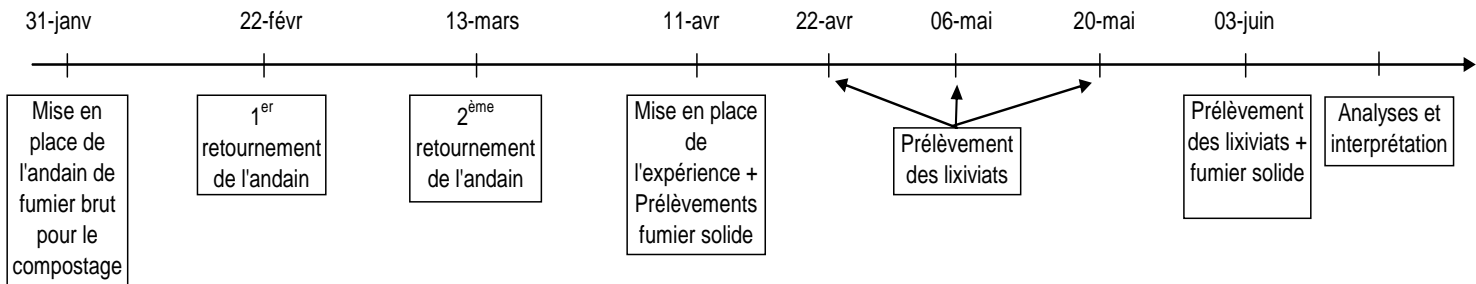 31-janv 22-févr 13-mars 11-avr 22-avr 06-mai 20-mai 03-juin
Mise en
place de
l'andain de
fumier brut
pour le
compostage
1er
retournement
de l'andain
2ème
retournement
de l'andain
Mise en place
de
l'expérience +
Prélèvements
fumier solide
Prélèvement
des lixiviats
Prélèvement
des lixiviats +
fumier solide
Analyses et
interprétation